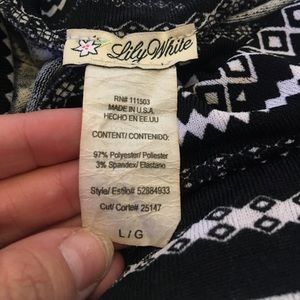 Lily White
RN# 111503
MADE IN U.S.A.
HECHO EN EE.UU
CONTENT/CONTENIDO:
97% Polyester/ Poliester
3% Spandex/ Elastano
Style/ Estilo# 52884933
Cut/ Corte# 25147
L / G